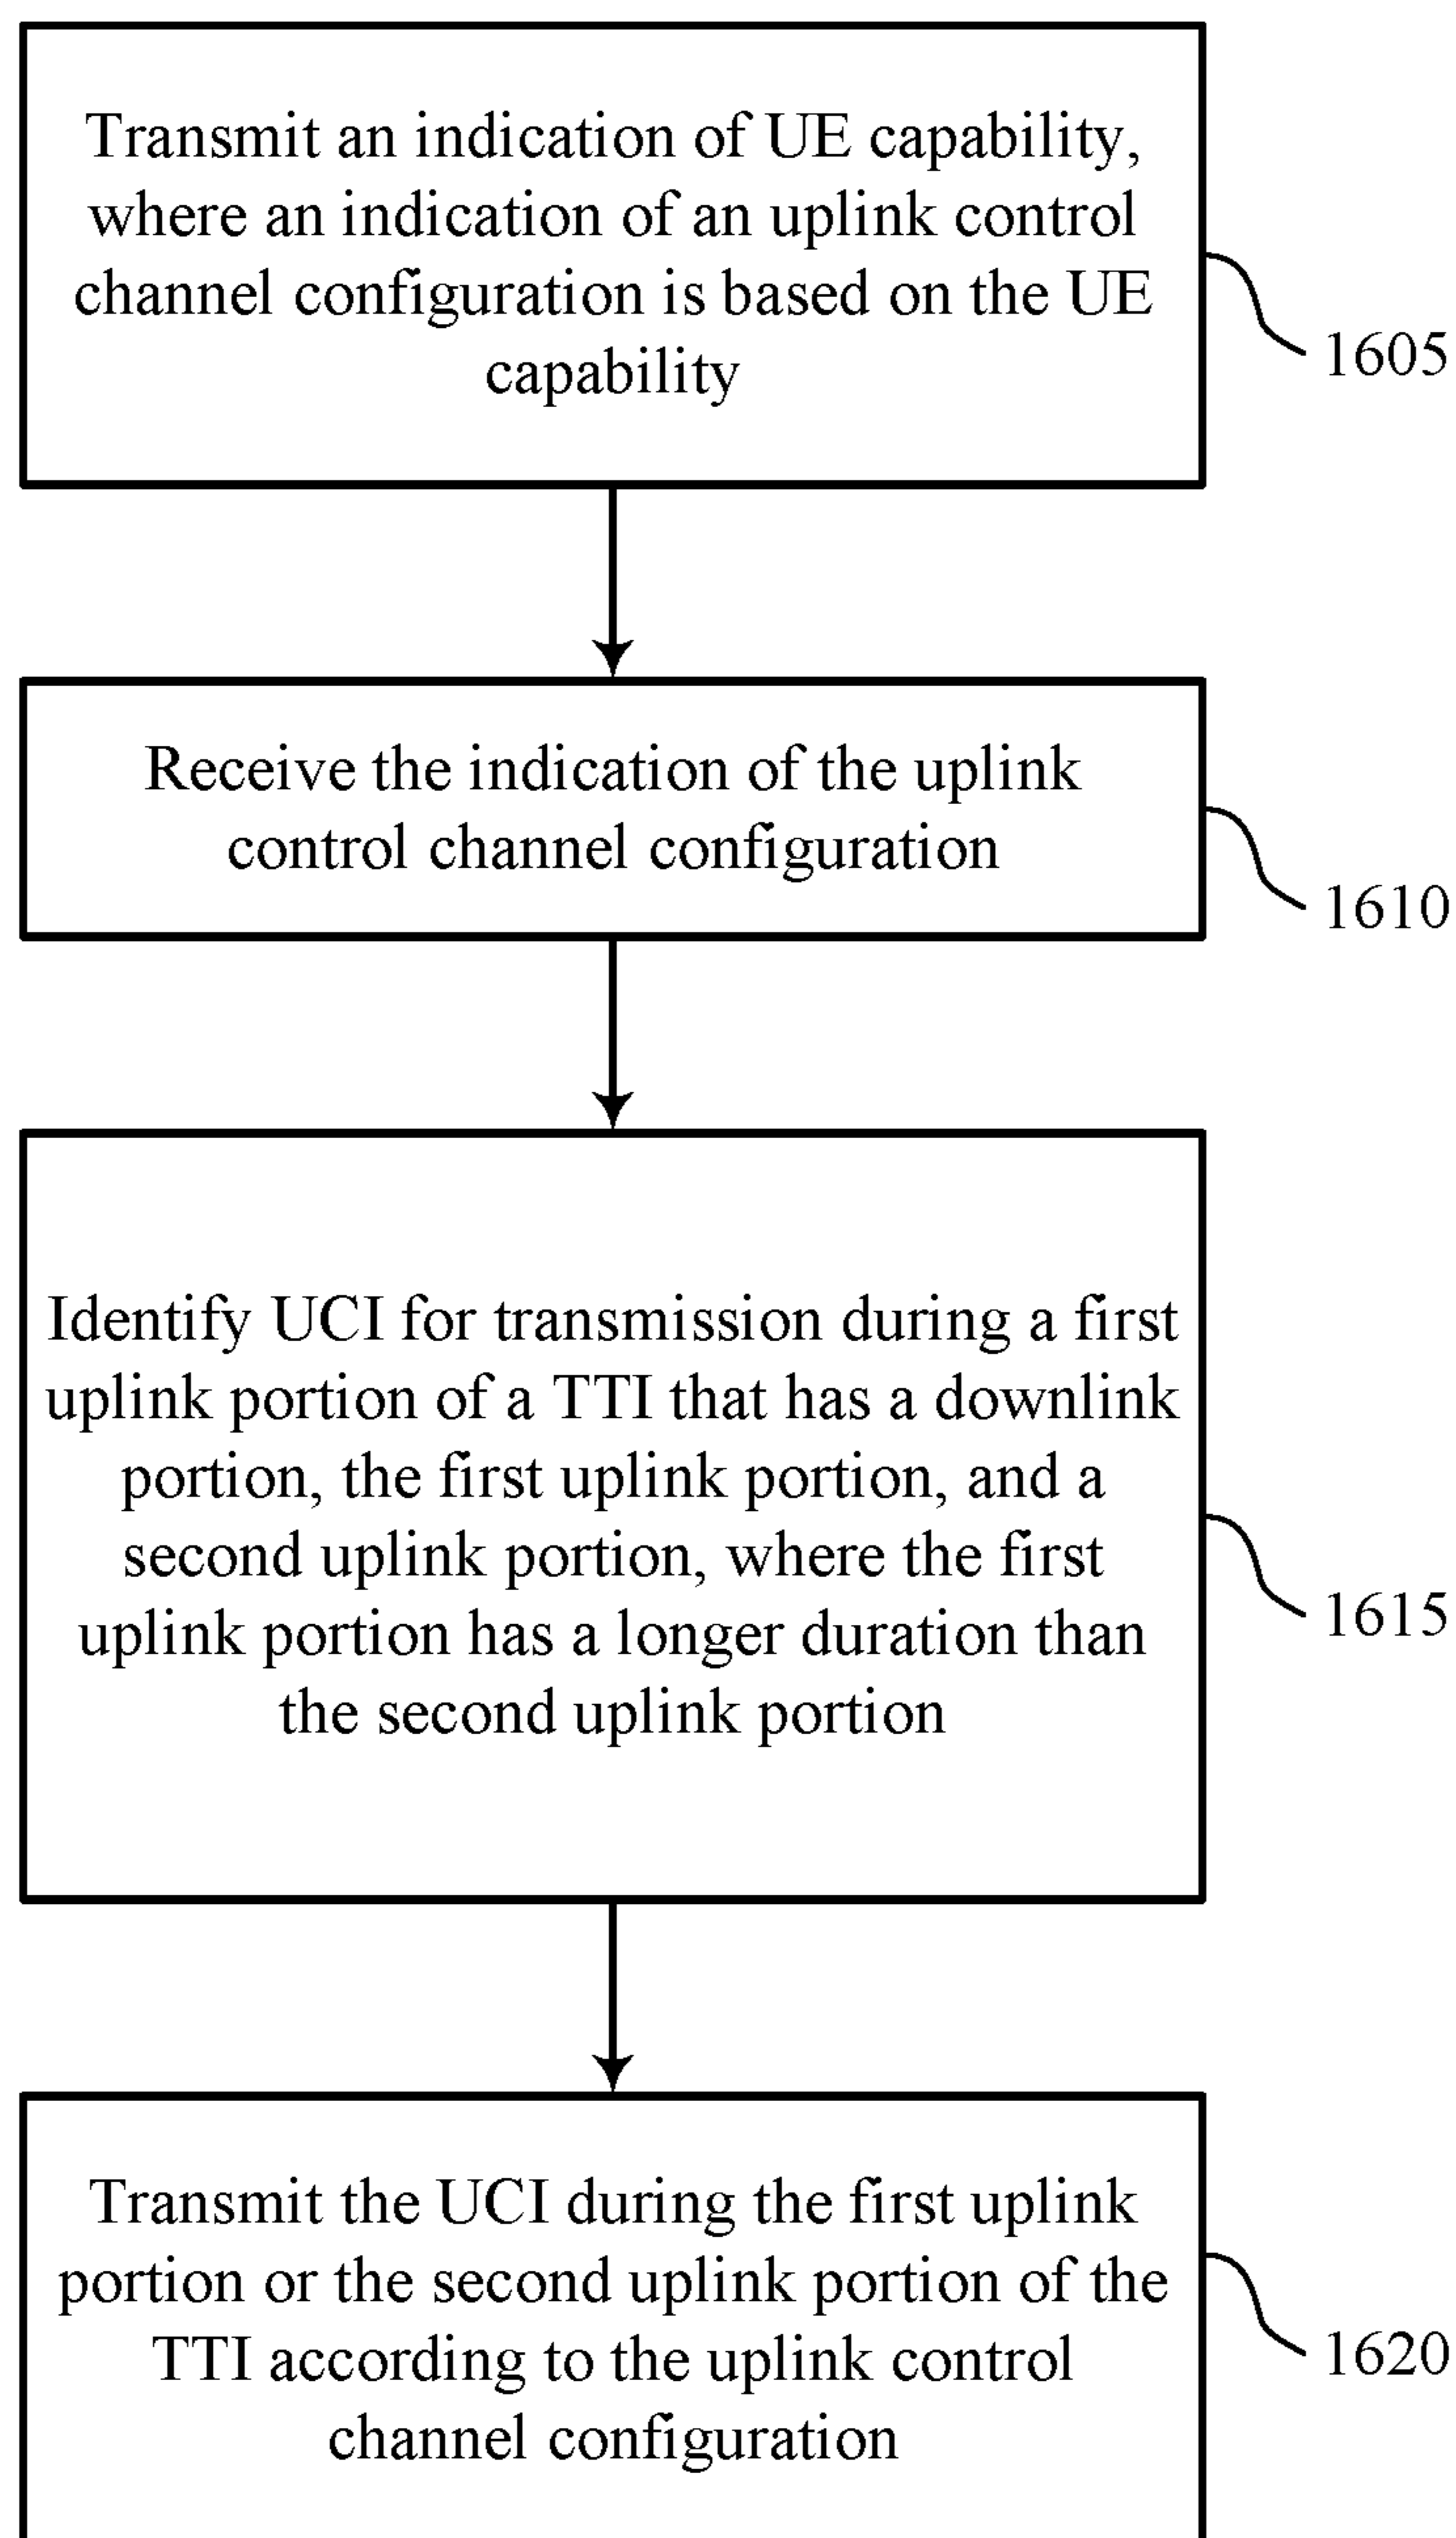 Transmit an indication of UE capability,
where an indication of an uplink control
channel configuration is based on the UE
capability
1605
Receive the indication of the uplink
control channel configuration
1610
Identify UCI for transmission during a first
uplink portion of a TTI that has a downlink
portion, the first uplink portion, and a
second uplink portion, where the first
uplink portion has a longer duration than
the second uplink portion
1615
Transmit the UCI during the first uplink
portion or the second uplink portion of the
TTI according to the uplink control
channel configuration
1620